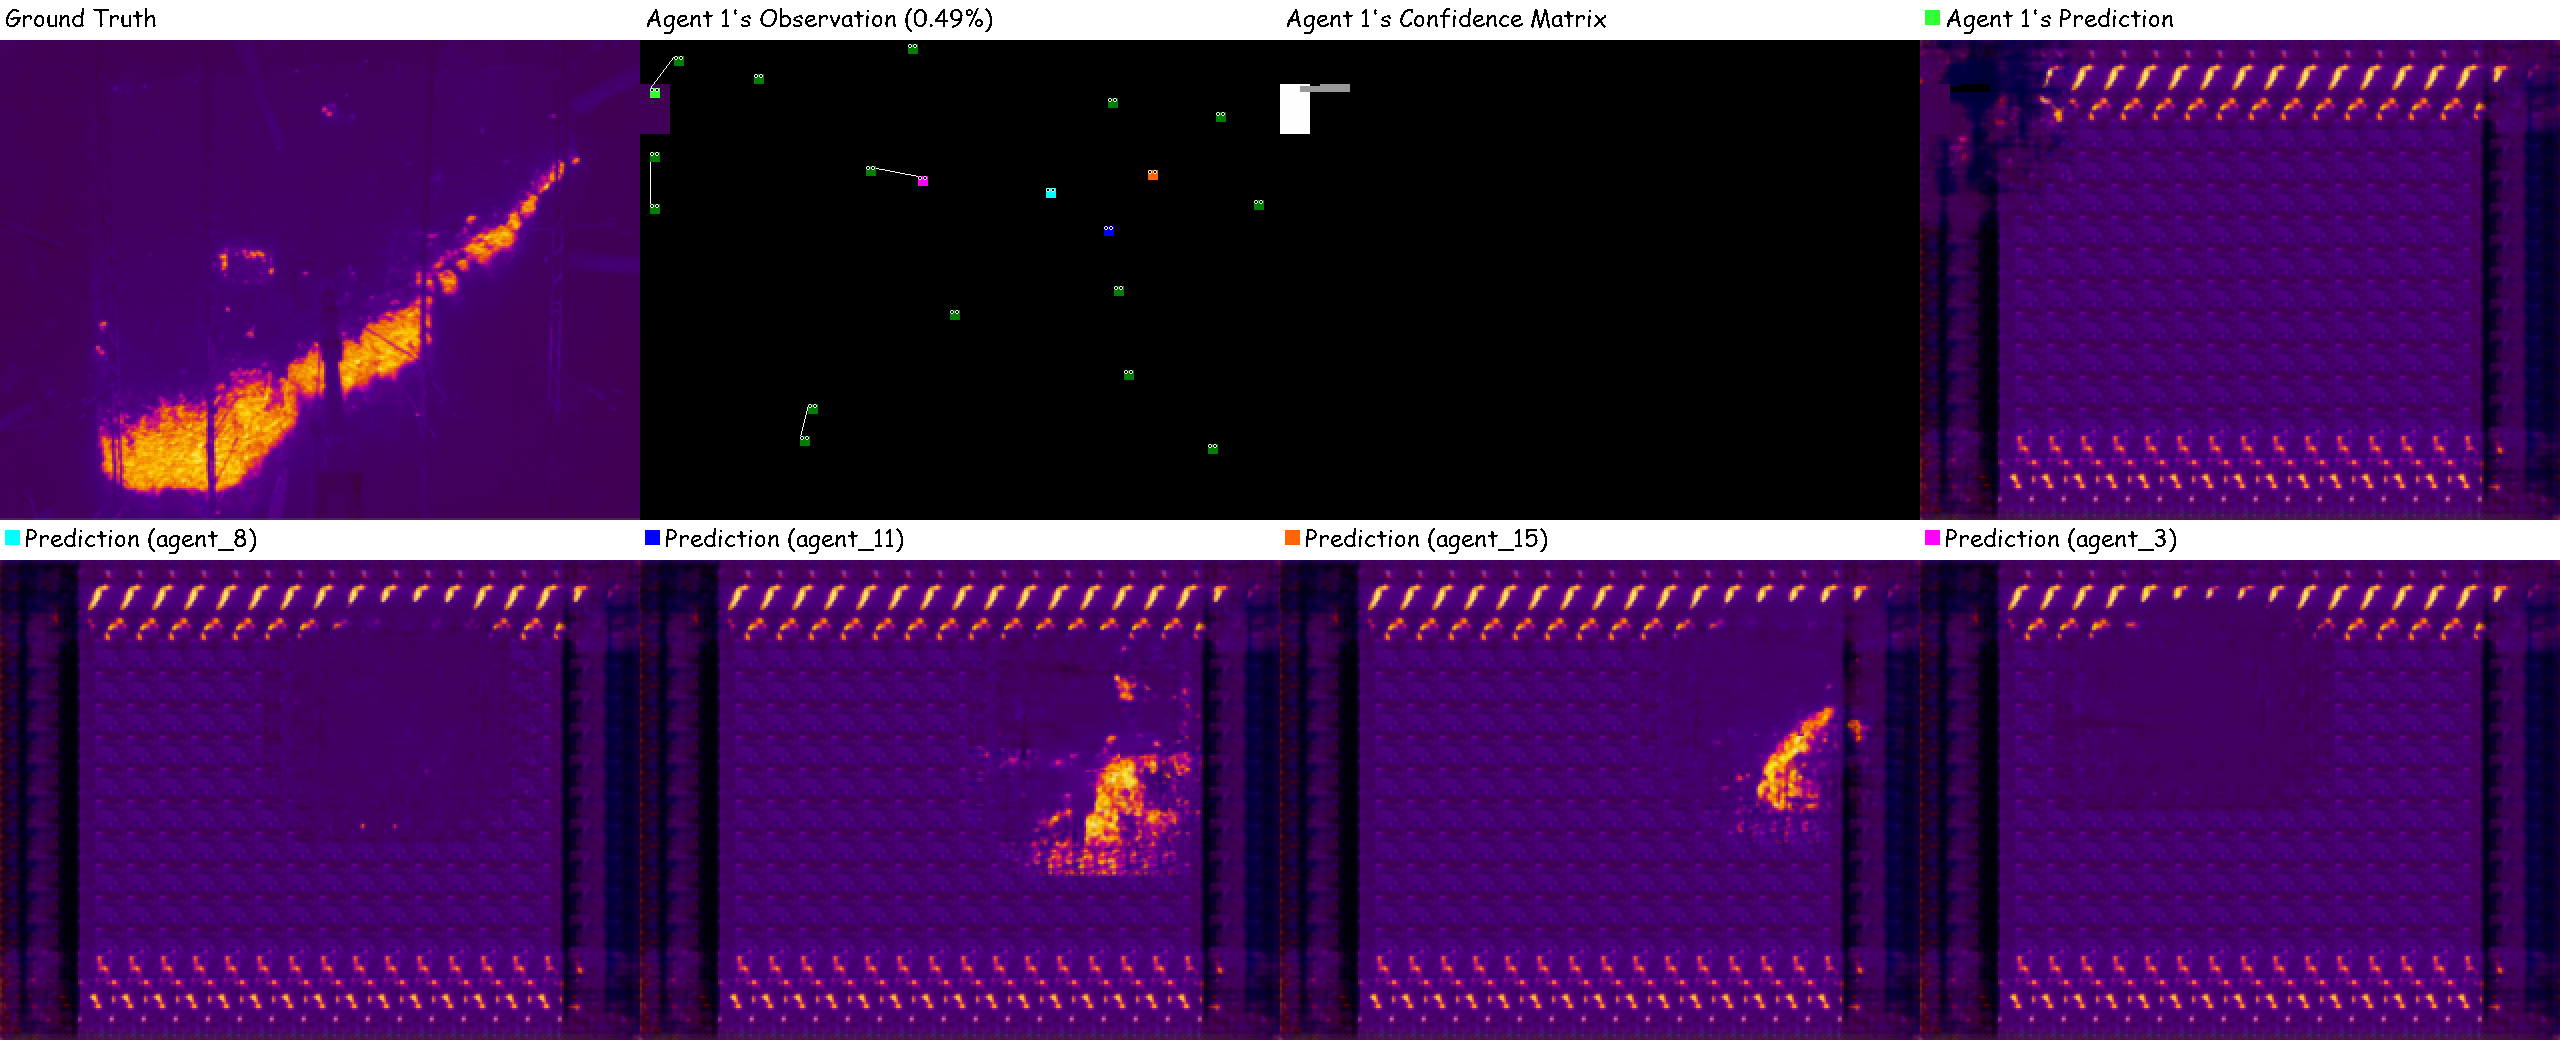 Ground Truth
Agent 1's Observation (0.49%)
Agent 1's Confidence Matrix
Agent 1's Prediction
Prediction (agent_8)
Prediction (agent_11)
Prediction (agent_15)
Prediction (agent_3)